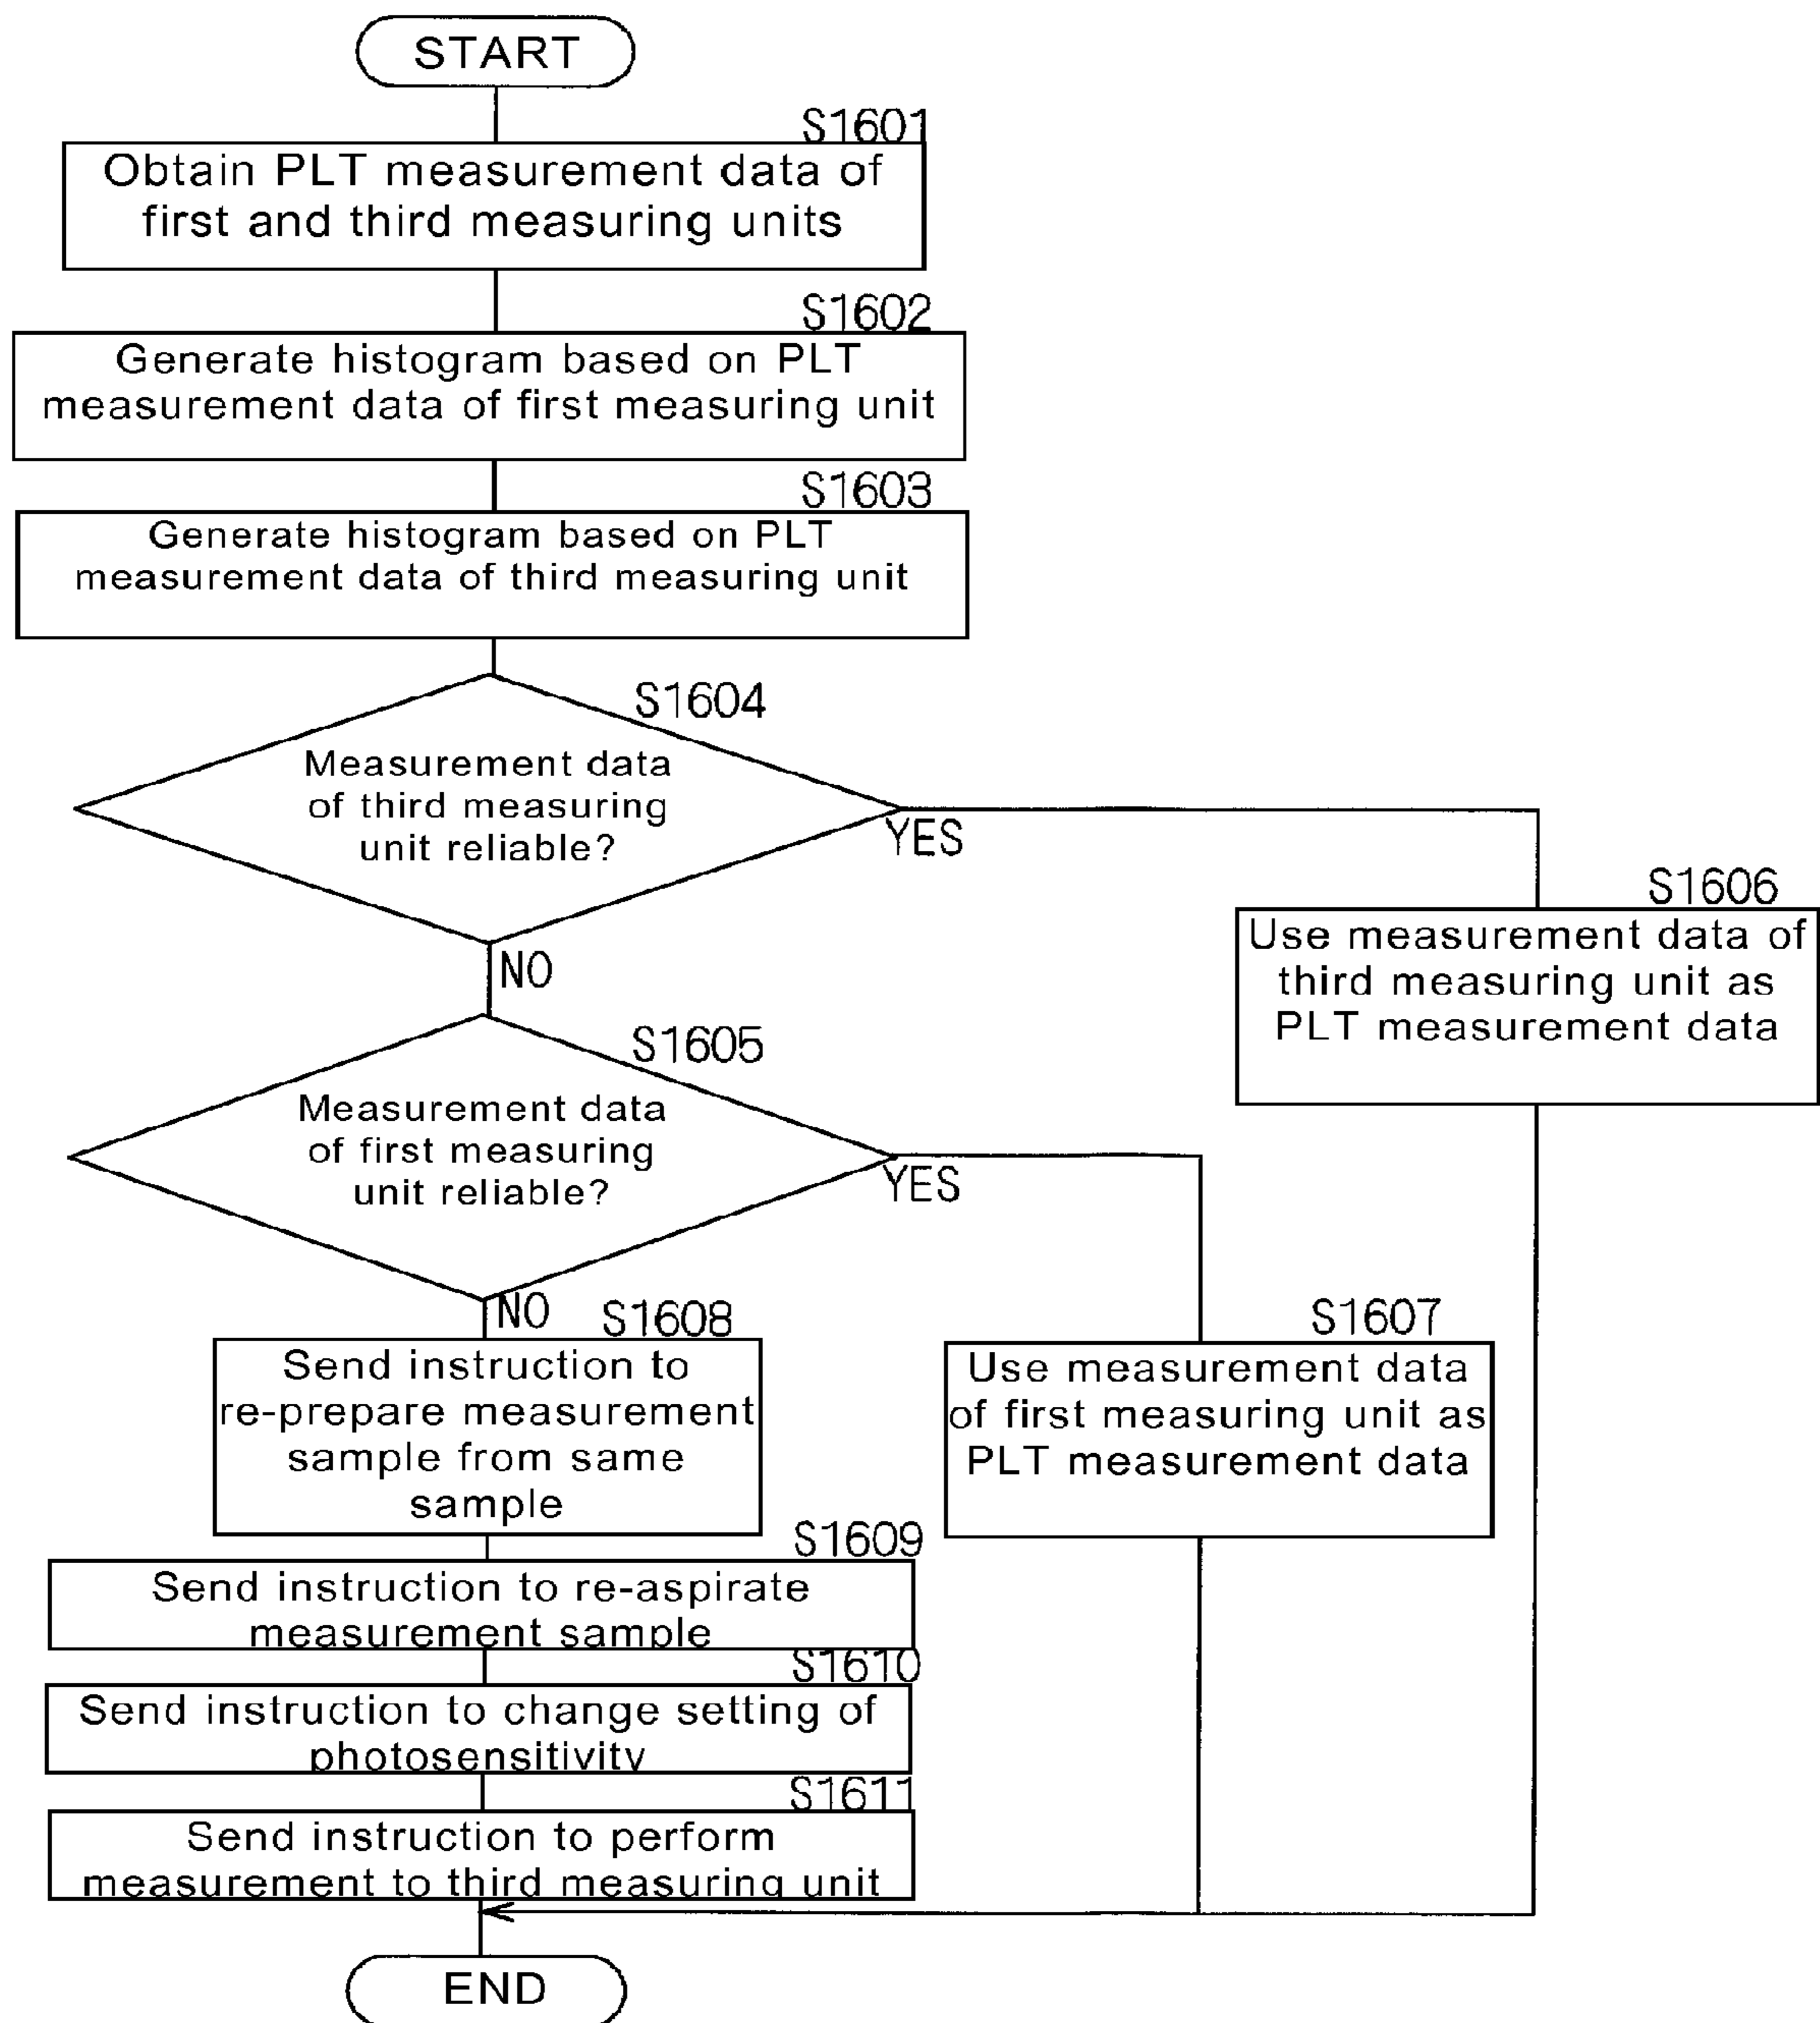 START
S1601
Obtain PLT measurement data of
first and third measuring units
S1602
Generate histogram based on PLT
measurement data of first measuring unit
S1603
Generate histogram based on PLT
measurement data of third measuring unit
S1604
Measurement data
of third measuring
unit reliable?
YES
NO
S1606
Use measurement data of
third measuring unit as
PLT measurement data
S1605
Measurement data
of first measuring
unit reliable?
YES
NO
S1607
Use measurement data
of first measuring unit as
PLT measurement data
S1608
Send instruction to
re-prepare measurement
sample from same
sample
S1609
Send instruction to re-aspirate
measurement sample
S1610
Send instruction to change setting of
photosensitivity
S1611
Send instruction to perform
measurement to third measuring unit
END